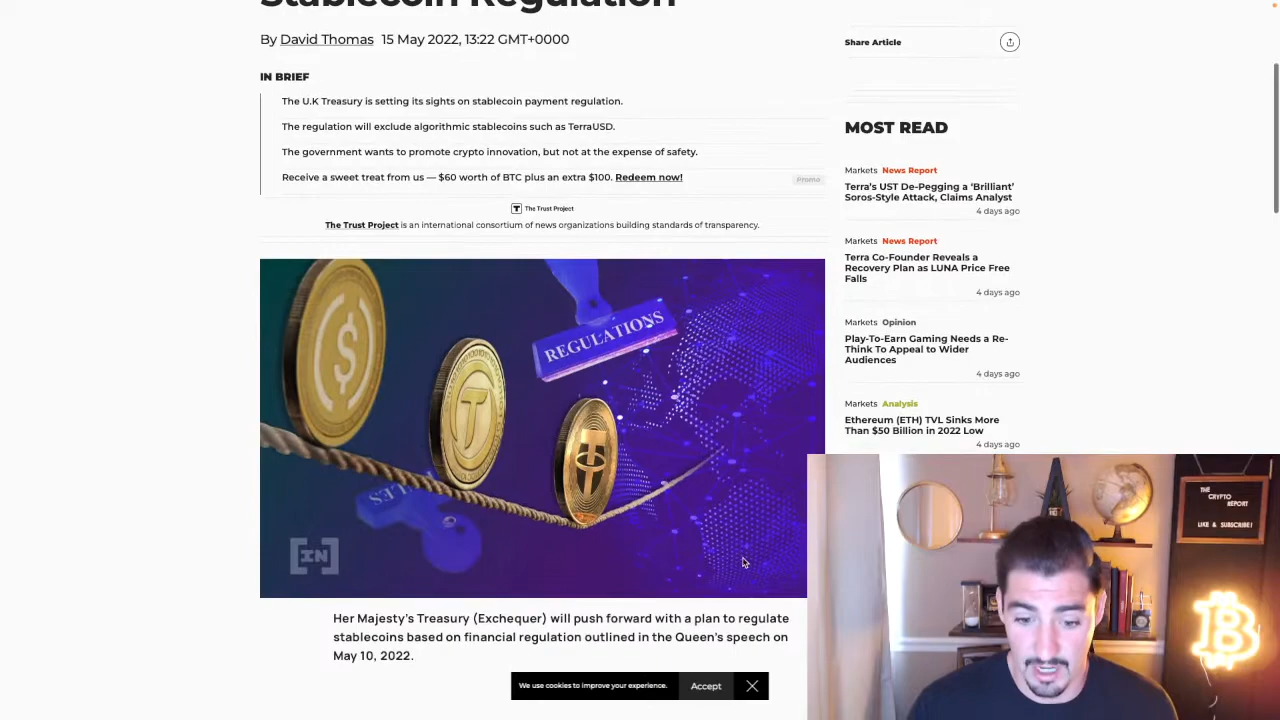 Stablecoin Regulation
By David Thomas 15 May 2022, 13:22 GMT+0000
IN BRIEF
The U.K Treasury is setting its sights on stablecoin payment regulation.
The regulation will exclude algorithmic stablecoins such as TerraUSD.
The government wants to promote crypto innovation, but not at the expense of safety.
Receive a sweet treat from us — $60 worth of BTC plus an extra $100. Redeem now!
Promo
The Trust Project
The Trust Project is an international consortium of news organizations building standards of transparency.
REGULATIONS
RULES
IN
Her Majesty's Treasury (Exchequer) will push forward with a plan to regulate
stablecoins based on financial regulation outlined in the Queen's speech on
May 10, 2022.
We use cookies to improve your experience.
Accept
Share Article
MOST READ
Markets News Report
Terra's UST De-Pegging a 'Brilliant'
Soros-Style Attack, Claims Analyst
4 days ago
Markets News Report
Terra Co-Founder Reveals a
Recovery Plan as LUNA Price Free
Falls
4 days ago
Markets Opinion
Play-To-Earn Gaming Needs a Re-
Think To Appeal to Wider
Audiences
4 days ago
Markets Analysis
Ethereum (ETH) TVL Sinks More
Than $50 Billion in 2022 Low
4 days ago
THE
CRYPTO
REPORT
LIKE & SUBSCRIBE!